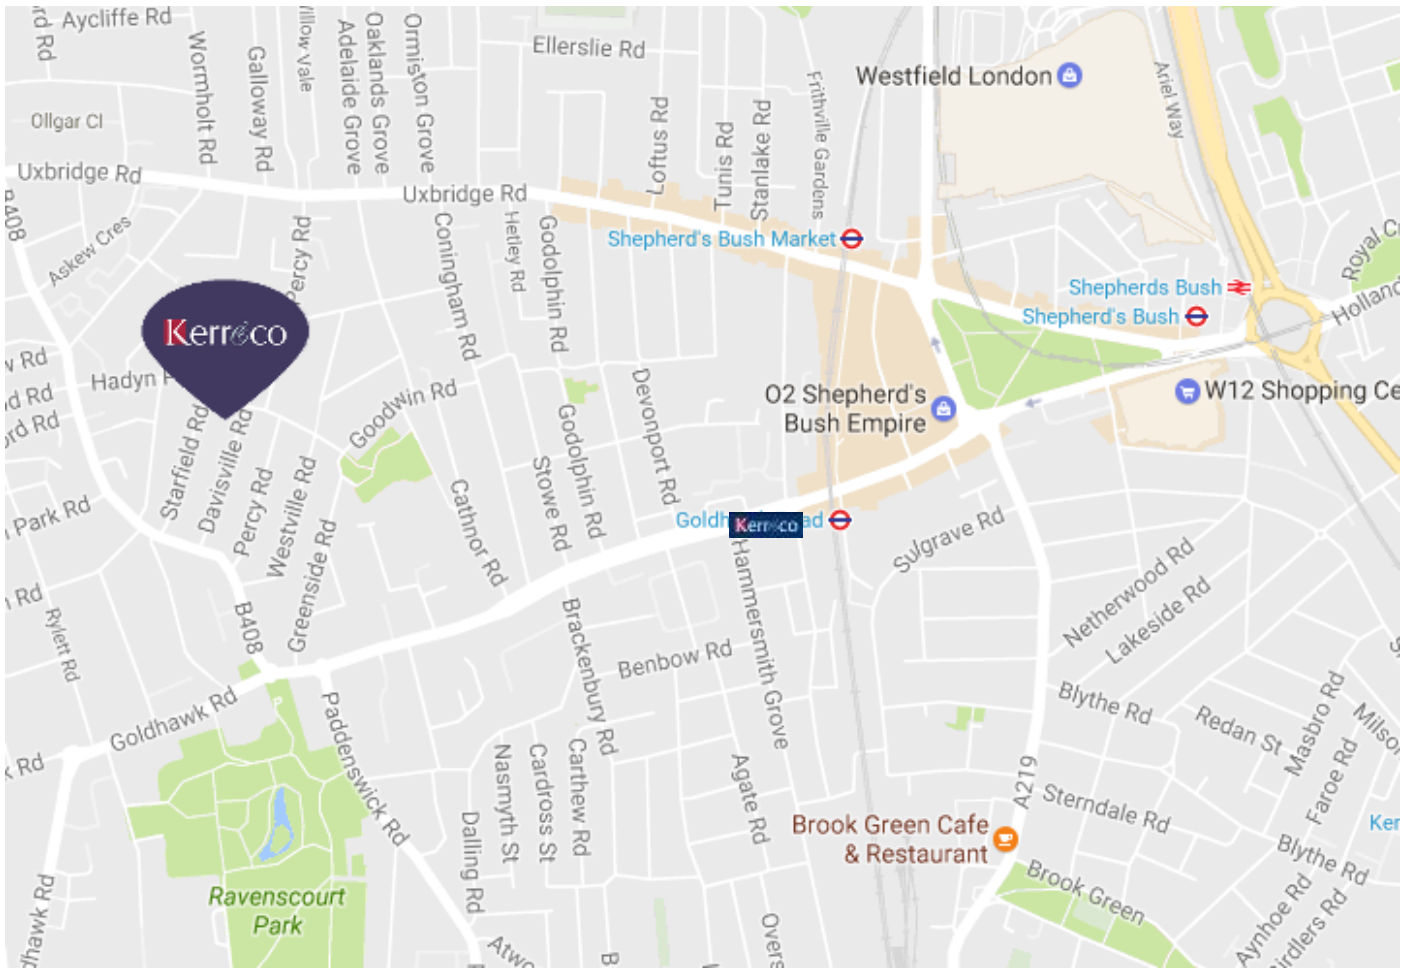 Aycliffe Rd
Wormholt Rd
Galloway Rd
Adelaide Grove
Oaklands Grove
Ormiston Grove
Ellerslie Rd
Loftus Rd
Tunis Rd
Stanlake Rd
Frithville Gardens
Westfield London
Ariel Way
Ollgar Cl
Uxbridge Rd
Uxbridge Rd
B408
Askew Cres
Percy Rd
Coningham Rd
Hetley Rd
Godolphin Rd
Shepherd's Bush Market
Shepherds Bush
Shepherd's Bush
Royal
Holland
Kerr&co
Hadyn
Goodwin Rd
Devonport Rd
O2 Shepherd's
Bush Empire
W12 Shopping Ce
Starfield Rd
Davisville Rd
Percy Rd
Westville Rd
Greenside Rd
Cathnor Rd
Stowe Rd
Godolphin Rd
Park Rd
Kerr&co
Sulgrave Rd
Netherwood Rd
Lakeside Rd
Rylett Rd
B408
Brackenbury Rd
Benbow Rd
Hammersmith Grove
Blythe Rd
Redan St
Masbro Rd
Goldhawk Rd
Paddenswick Rd
Nasmyth St
Cardross St
Carthew Rd
Agate Rd
A219
Sterndale Rd
Faroe Rd
Dalling Rd
Brook Green Cafe
& Restaurant
Blythe Rd
Brook Green
Aynhoe Rd
Ravenscourt
Park